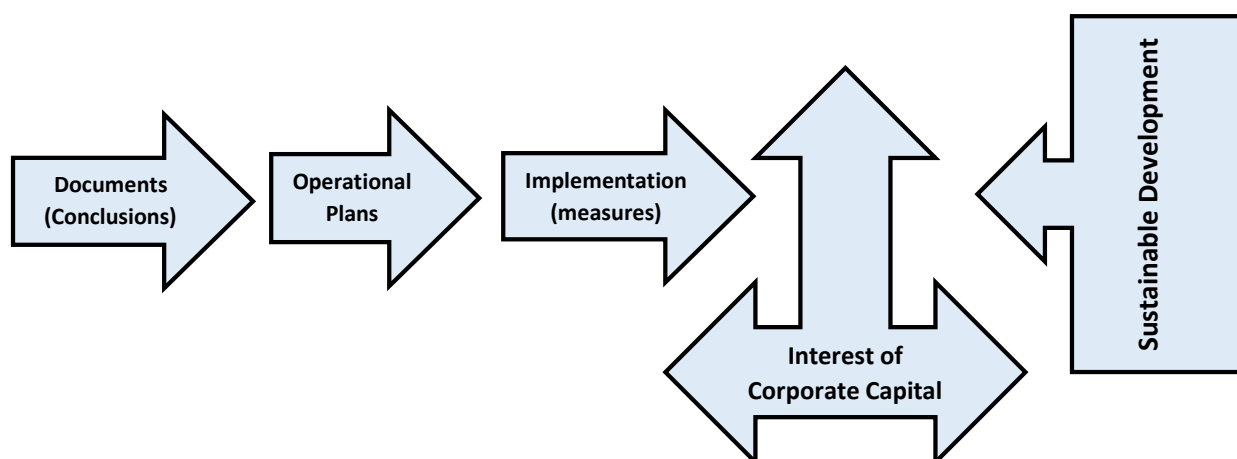 Documents
(Conclusions)
Operational
Plans
Implementation
(measures)
Interest of
Corporate Capital
Sustainable Development